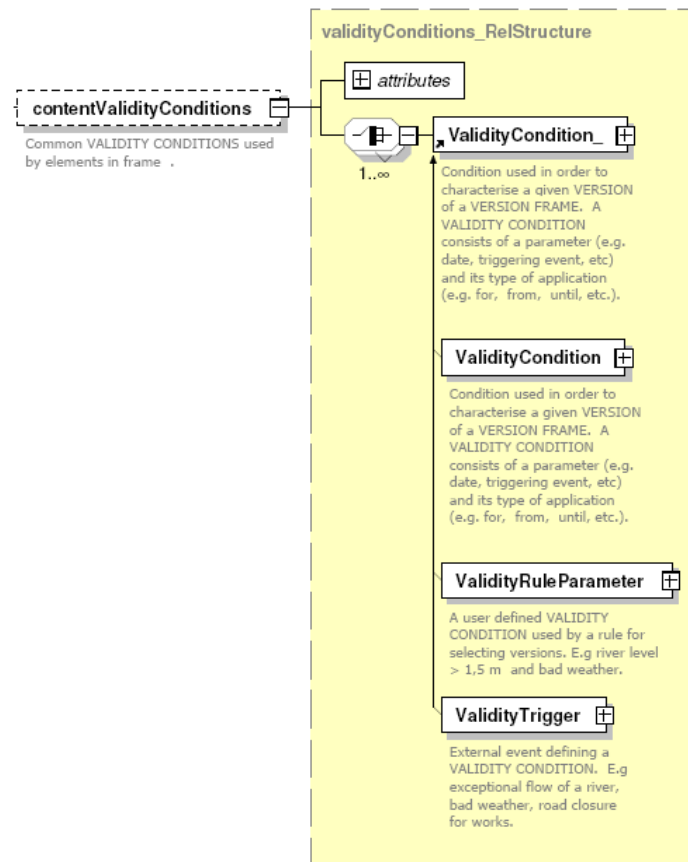 validityConditions_RelStructure
attributes
contentValidityConditions
Common VALIDITY CONDITIONS used
by elements in frame  .
ValidityCondition_
1..∞
Condition used in order to
characterise a given VERSION
of a VERSION FRAME.  A
VALIDITY CONDITION
consists of a parameter (e.g.
date, triggering event, etc)
and its type of application
(e.g. for,  from,  until, etc.).
ValidityCondition
Condition used in order to
characterise a given VERSION
of a VERSION FRAME.  A
VALIDITY CONDITION
consists of a parameter (e.g.
date, triggering event, etc)
and its type of application
(e.g. for,  from,  until, etc.).
ValidityRuleParameter
A user defined VALIDITY
CONDITION used by a rule for
selecting versions. E.g river level
> 1,5 m  and bad weather.
ValidityTrigger
External event defining a
VALIDITY CONDITION.  E.g
exceptional flow of a river,
bad weather, road closure
for works.